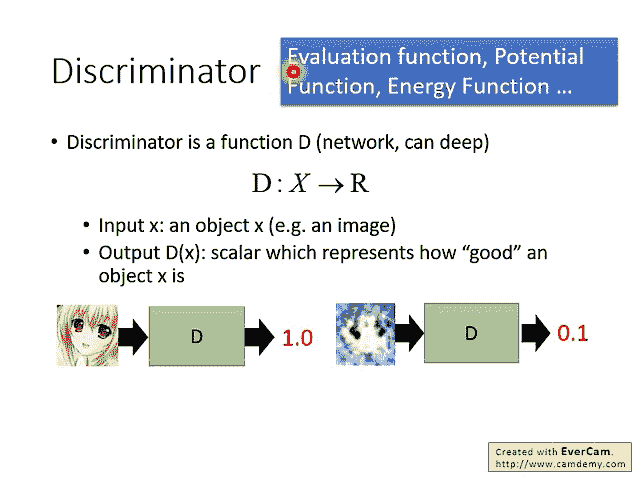 Discriminator
Evaluation function, Potential
Function, Energy Function …
• Discriminator is a function D (network, can deep)
D : X → R
• Input x: an object x (e.g. an image)
• Output D(x): scalar which represents how “good” an
object x is
D
1.0
D
0.1
Created with EverCam.
http://www.camdemy.com